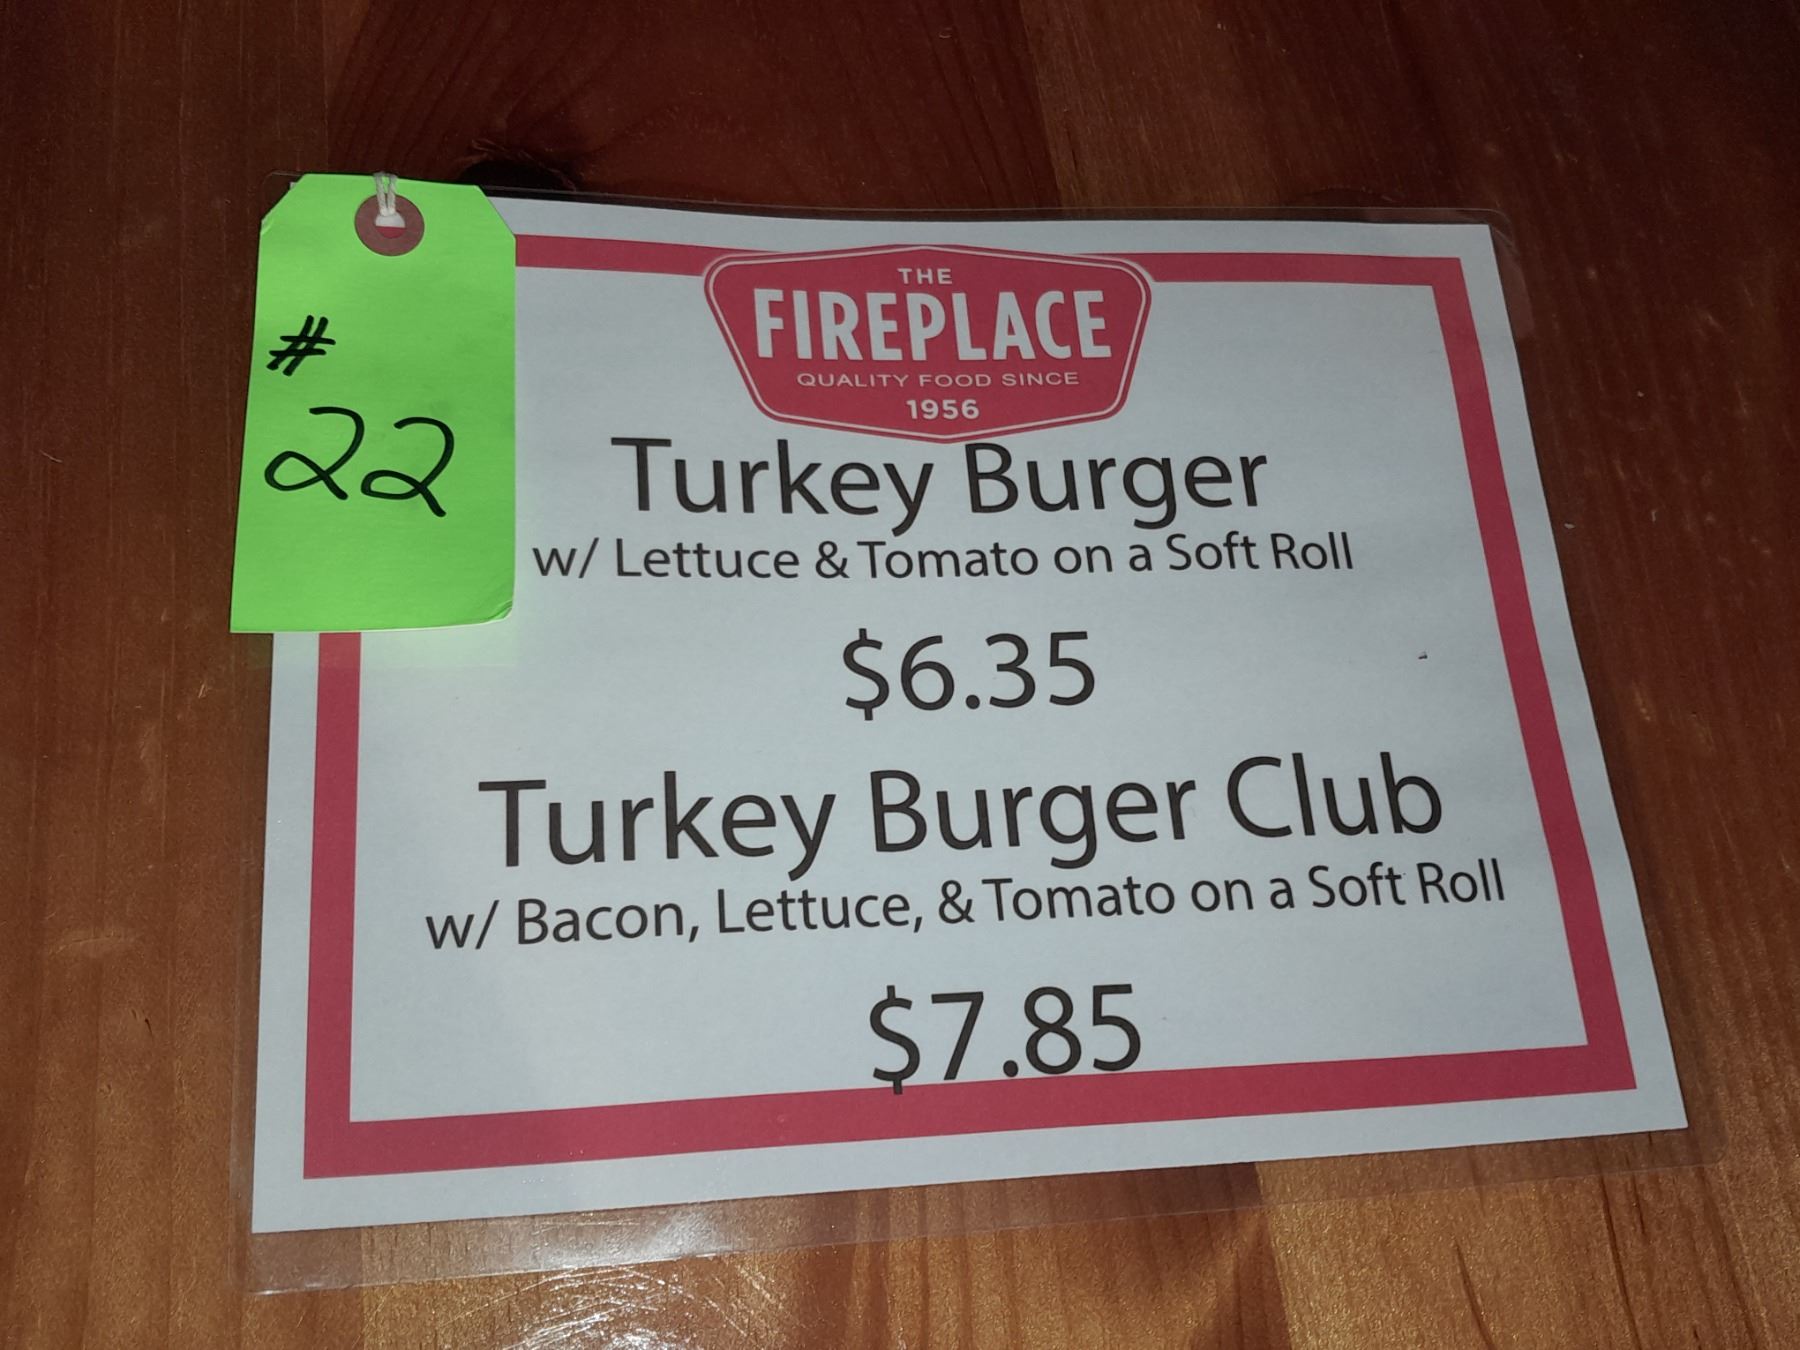 #
22
THE
FIREPLACE
QUALITY FOOD SINCE
1956
Turkey Burger
w/ Lettuce & Tomato on a Soft Roll
$6.35
Turkey Burger Club
w/ Bacon, Lettuce, & Tomato on a Soft Roll
$7.85